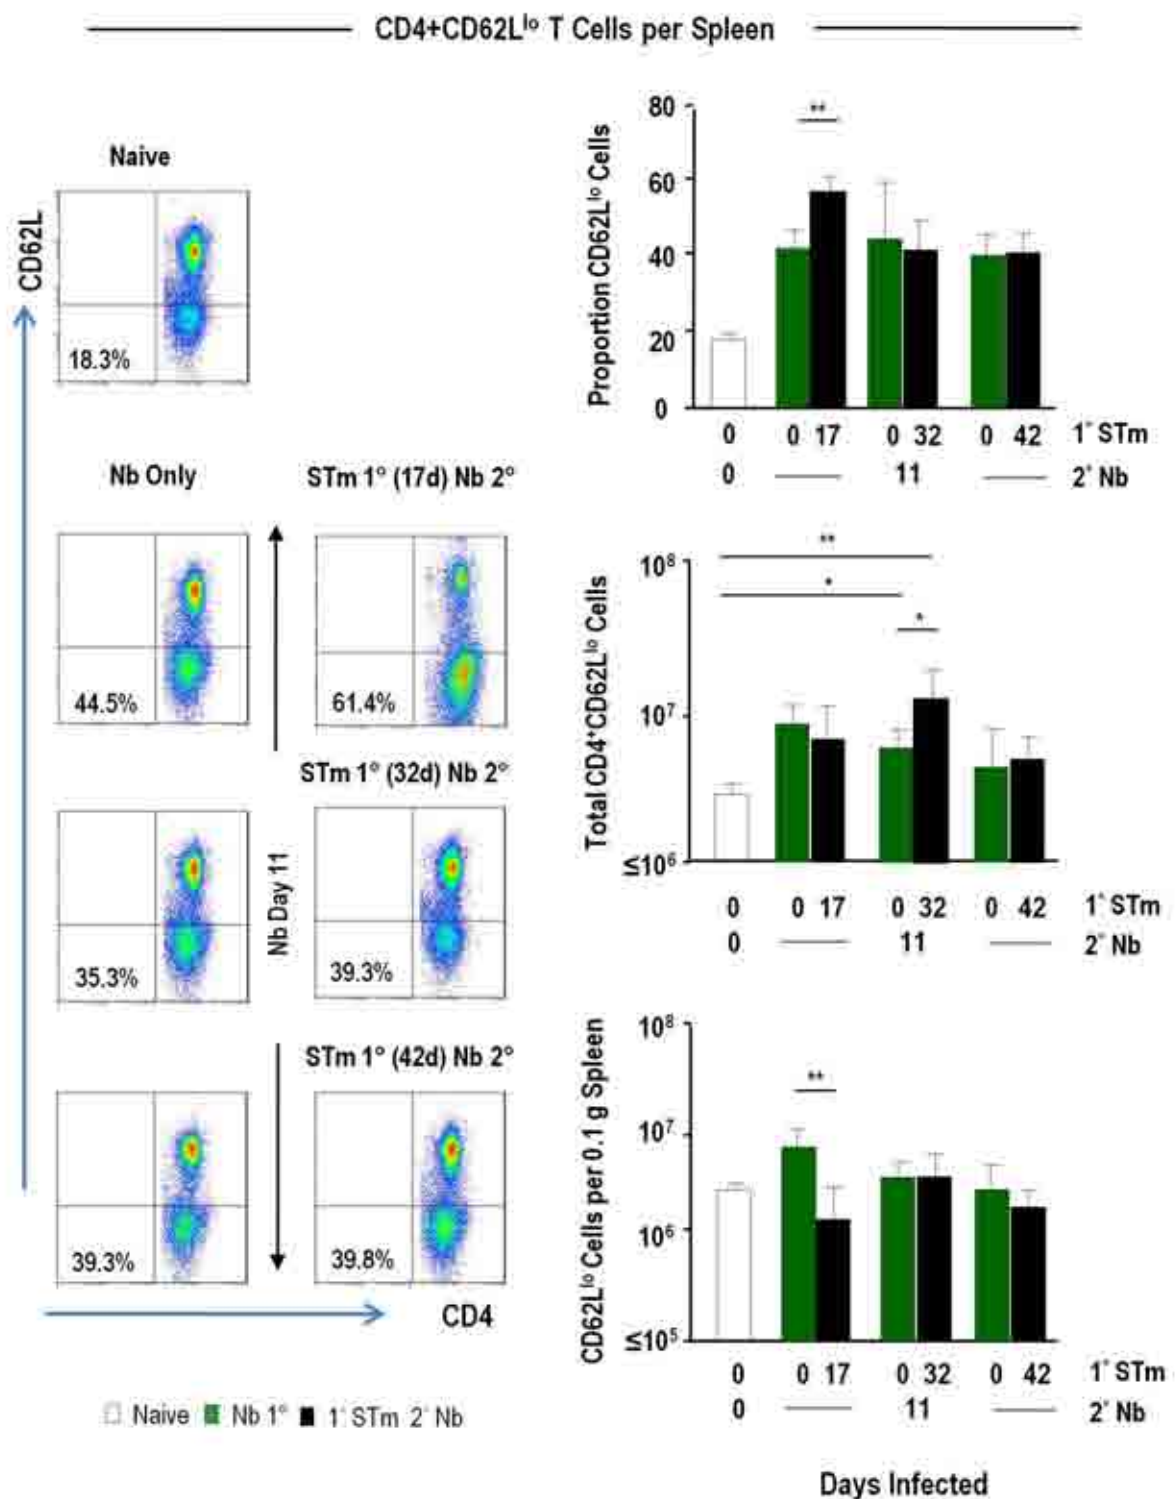 CD4+CD62Lˡᵒ T Cells per Spleen
Naive
CD62L
18.3%
Nb Only
STm 1° (17d) Nb 2°
44.5%
61.4%
STm 1° (32d) Nb 2°
Nb Day 11
35.3%
39.3%
STm 1° (42d) Nb 2°
39.3%
39.8%
CD4
Naive Nb 1° 1° STm 2° Nb
Proportion CD62Lˡᵒ Cells
80
60
40
20
0
**
0 0 17 0 32 0 42 1° STm
0 11 2° Nb
Total CD4⁺CD62Lˡᵒ Cells
10⁸
10⁷
≤10⁶
**
*
*
0 0 17 0 32 0 42 1° STm
0 11 2° Nb
CD62Lˡᵒ Cells per 0.1 g Spleen
10⁸
10⁷
10⁶
≤10⁵
**
0 0 17 0 32 0 42 1° STm
0 11 2° Nb
Days Infected